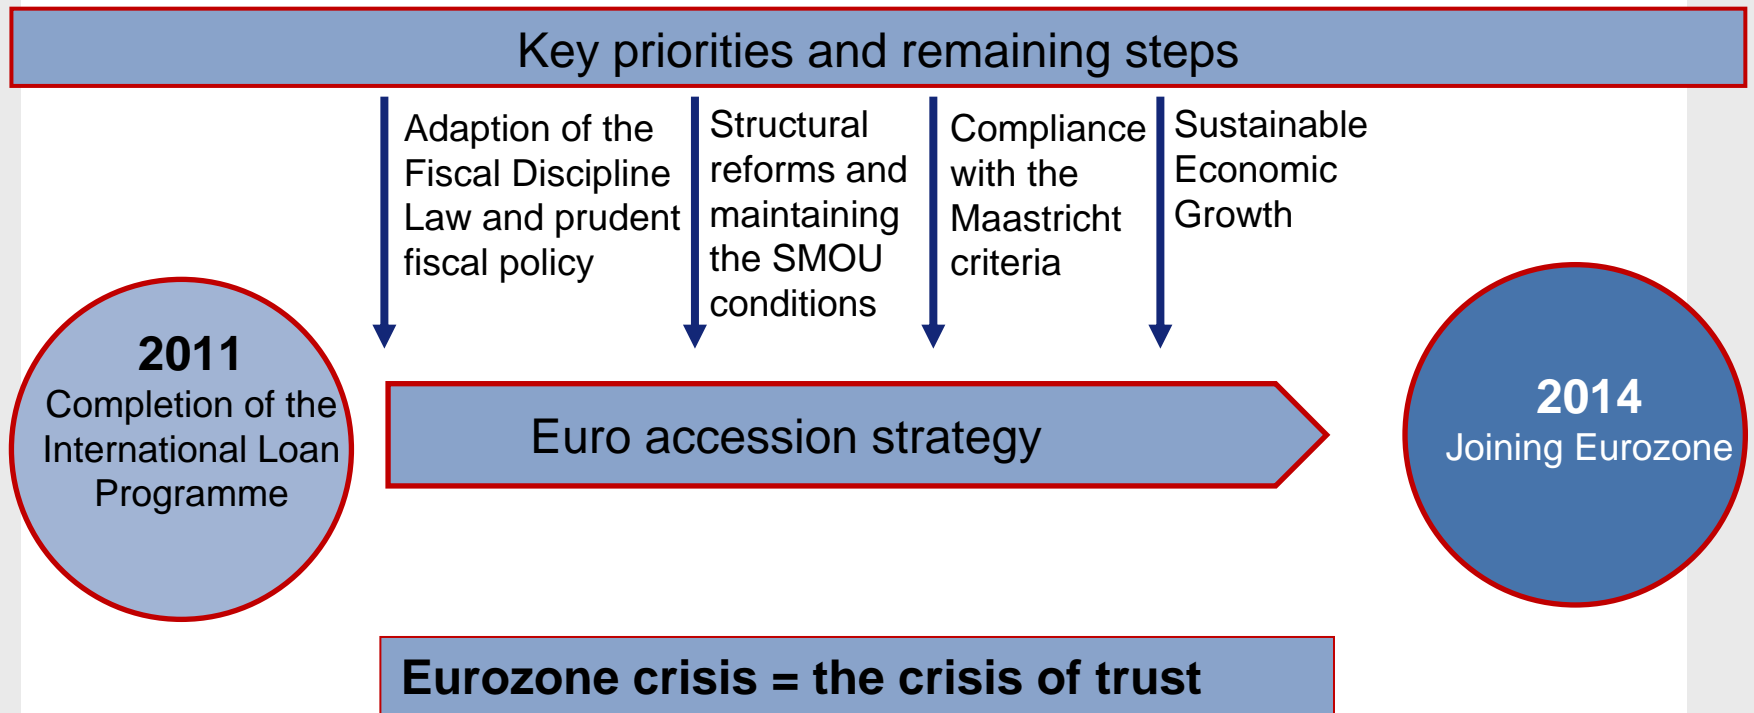 Key priorities and remaining steps
Adaption of the
Fiscal Discipline
Law and prudent
fiscal policy
Structural
reforms and
maintaining
the SMOU
conditions
Compliance
with the
Maastricht
criteria
Sustainable
Economic
Growth
2011
Completion of the
International Loan
Programme
Euro accession strategy
2014
Joining Eurozone
Eurozone crisis = the crisis of trust